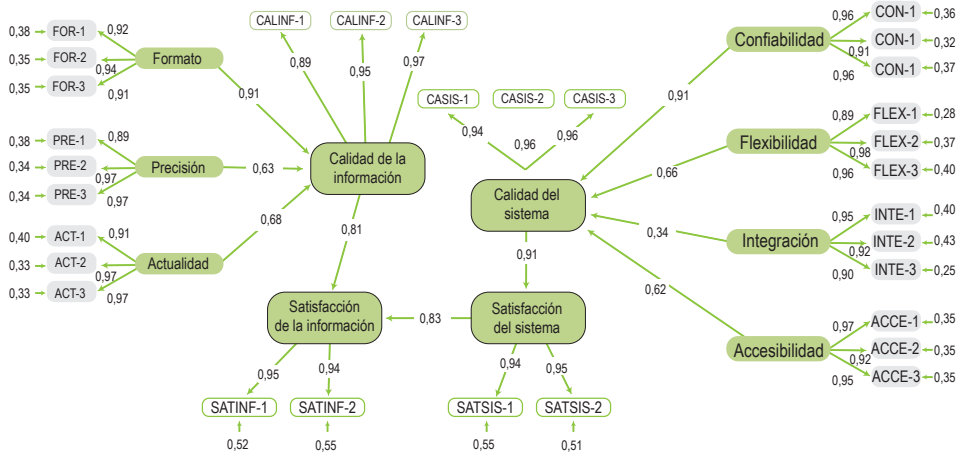 CALINF-1
CALINF-2
CALINF-3
0,89
0,95
0,97
0,38
FOR-1
0,92
0,35
FOR-2
0,94
0,35
FOR-3
0,91
Formato
0,91
0,38
PRE-1
0,89
0,34
PRE-2
0,97
0,34
PRE-3
0,97
Precisión
0,63
0,40
ACT-1
0,91
0,33
ACT-2
0,97
0,33
ACT-3
0,97
Actualidad
0,68
Calidad de la
información
0,81
CASIS-1
CASIS-2
CASIS-3
0,94
0,96
0,96
Calidad del
sistema
0,91
Confiabilidad
0,91
0,96
CON-1
0,36
0,91
CON-1
0,32
0,96
CON-1
0,37
Flexibilidad
0,66
0,89
FLEX-1
0,28
0,98
FLEX-2
0,37
0,96
FLEX-3
0,40
Integración
0,34
0,95
INTE-1
0,40
0,92
INTE-2
0,43
0,90
INTE-3
0,25
Accesibilidad
0,62
0,97
ACCE-1
0,35
0,92
ACCE-2
0,35
0,95
ACCE-3
0,35
Satisfacción
de la información
0,83
Satisfacción
del sistema
0,95
0,94
0,94
0,95
SATINF-1
SATINF-2
SATSIS-1
SATSIS-2
0,52
0,55
0,55
0,51